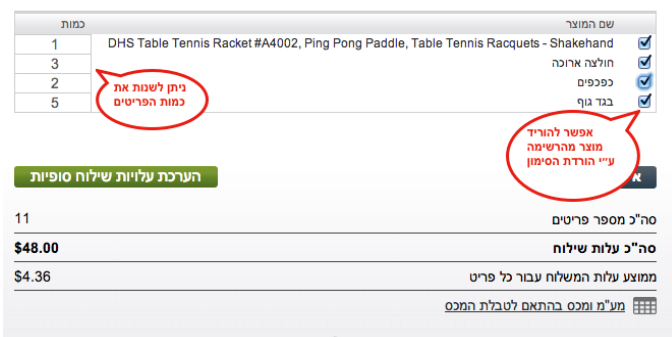 שם המוצר כמות
DHS Table Tennis Racket #A4002, Ping Pong Paddle, Table Tennis Racquets - Shakehand 1
חולצה ארוכה 3
כפכפים 2
בגד גוף 5
ניתן לשנות את
כמות הפריטים
אפשר להוריד
מוצר מהרשימה
ע״י הורדת הסימון
הערכת עלויות שילוח סופיות
סה"כ מספר פריטים 11
סה"כ עלות שילוח $48.00
ממוצע עלות המשלוח עבור כל פריט $4.36
מע"מ ומכס בהתאם לטבלת המכס